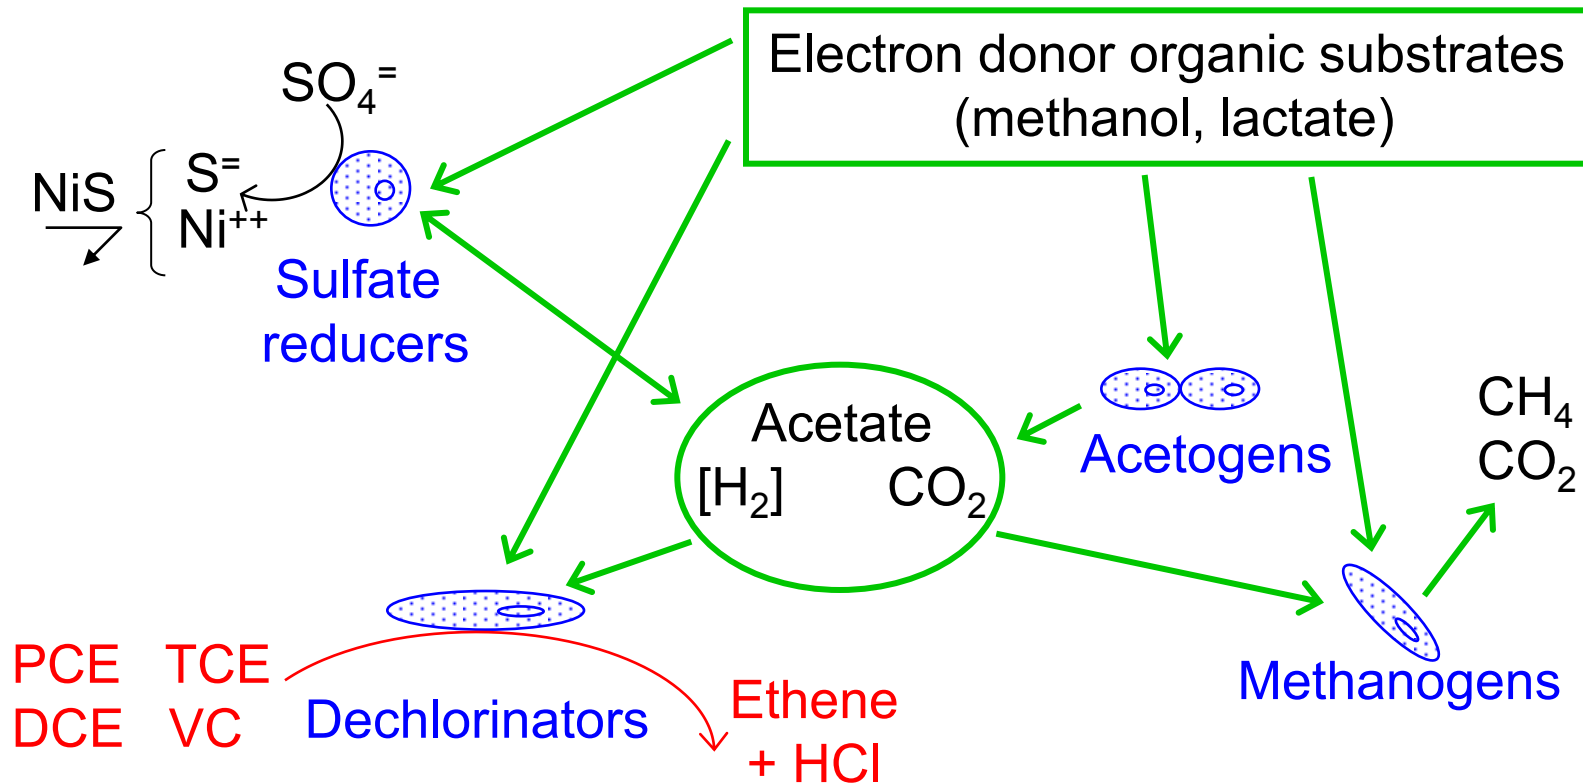 Electron donor organic substrates
(methanol, lactate)
SO₄⁼
NiS
S⁼
Ni⁺⁺
Sulfate
reducers
Acetate
[H₂] CO₂
Acetogens
CH₄
CO₂
Methanogens
PCE TCE
DCE VC
Dechlorinators
Ethene
+ HCl